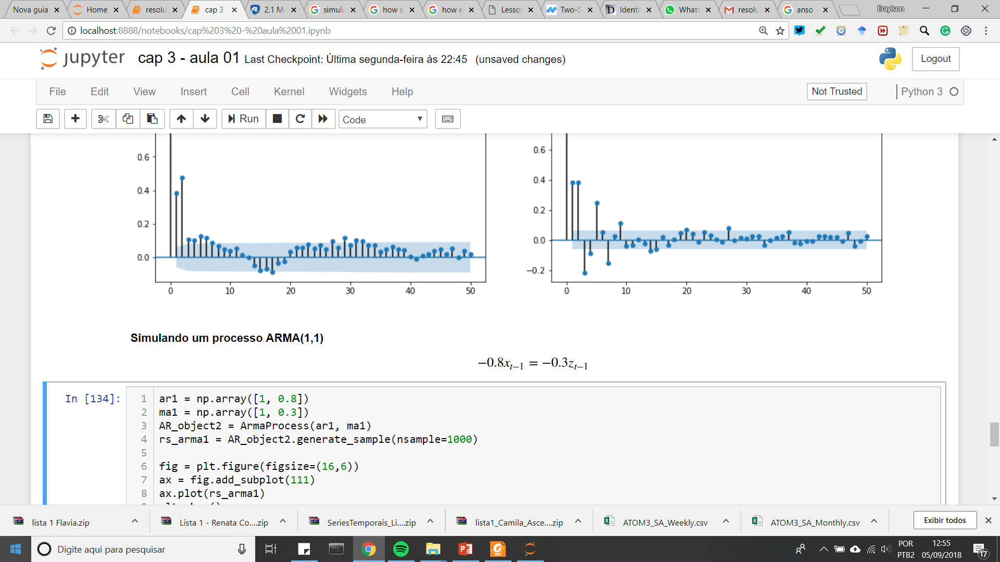 Nova guia
Home
resolu
cap 3
2.1 M
simula
how s
how e
Lesso
Two-S
Identi
Whats
resolu
anso
Eraylson
localhost:8888/notebooks/cap%203%20-%20aula%2001.ipynb
jupyter cap 3 - aula 01 Last Checkpoint: Última segunda-feira às 22:45 (unsaved changes)
Logout
File Edit View Insert Cell Kernel Widgets Help
Not Trusted
Python 3
Run
Code
0.6
0.4
0.2
0.0
0 10 20 30 40 50
0.6
0.4
0.2
0.0
−0.2
0 10 20 30 40 50
Simulando um processo ARMA(1,1)
−0.8xₜ₋₁ = −0.3zₜ₋₁
In [134]:
1 ar1 = np.array([1, 0.8])
2 ma1 = np.array([1, 0.3])
3 AR_object2 = ArmaProcess(ar1, ma1)
4 rs_arma1 = AR_object2.generate_sample(nsample=1000)
5
6 fig = plt.figure(figsize=(16,6))
7 ax = fig.add_subplot(111)
8 ax.plot(rs_arma1)
lista 1 Flavia.zip
Lista 1 - Renata Co....zip
SeriesTemporais_Li....zip
lista1_Camila_Asce....zip
ATOM3_SA_Weekly.csv
ATOM3_SA_Monthly.csv
Exibir todos
Digite aqui para pesquisar
POR
PTB2
12:55
05/09/2018
17